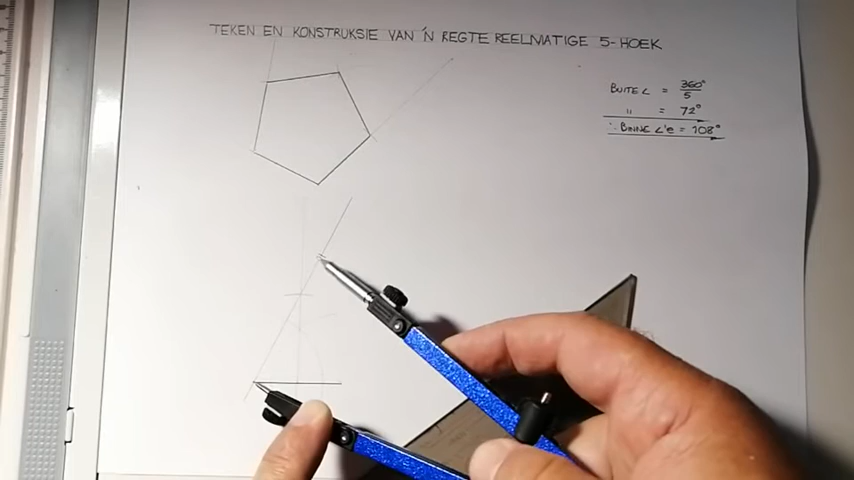 TEKEN EN KONSTRUKSIE VAN 'N REGTE REELMATIGE 5-HOEK
BUITE ∠ = 360°/5
" = 72°
∴ BINNE ∠'e = 108°